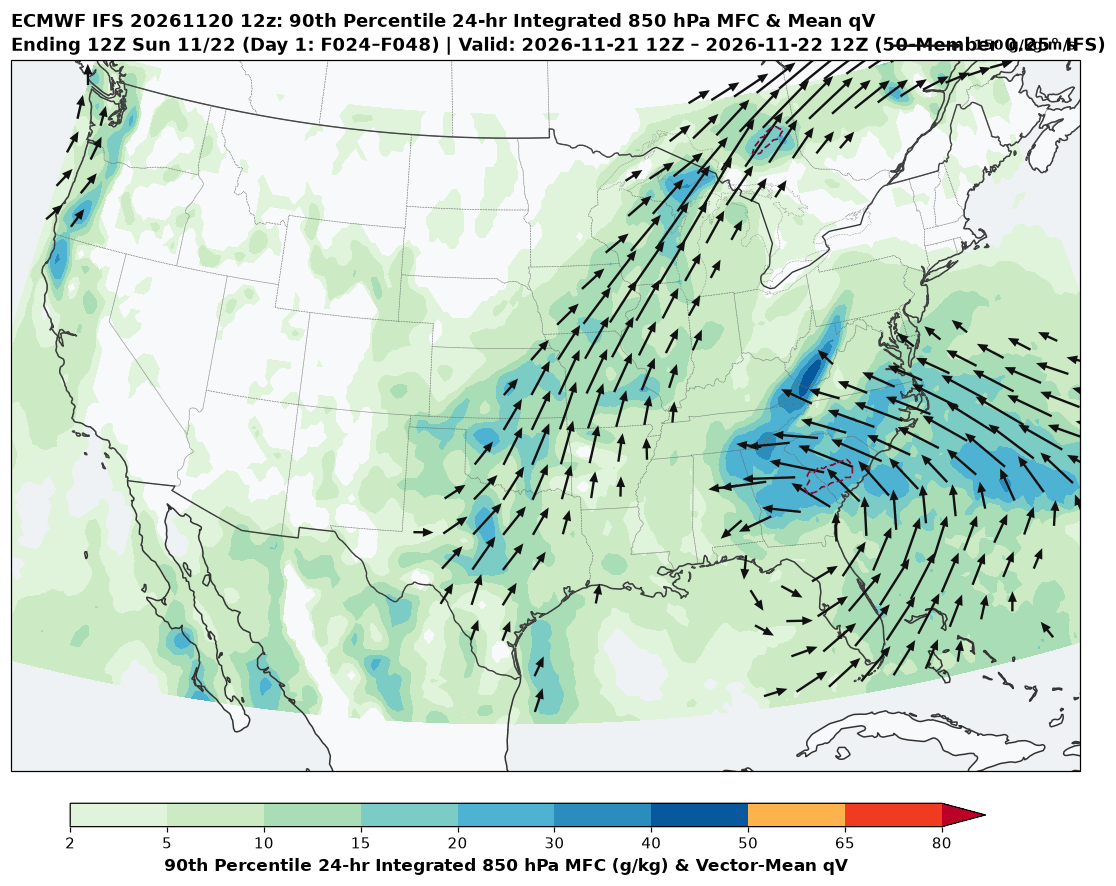 ECMWF IFS 20261120 12z: 90th Percentile 24-hr Integrated 850 hPa MFC & Mean qV
Ending 12Z Sun 11/22 (Day 1: F024–F048) | Valid: 2026-11-21 12Z – 2026-11-22 12Z (50-Member 0.25° IFS)
150 g/kg·m/s
2 5 10 15 20 30 40 50 65 80
90th Percentile 24-hr Integrated 850 hPa MFC (g/kg) & Vector-Mean qV